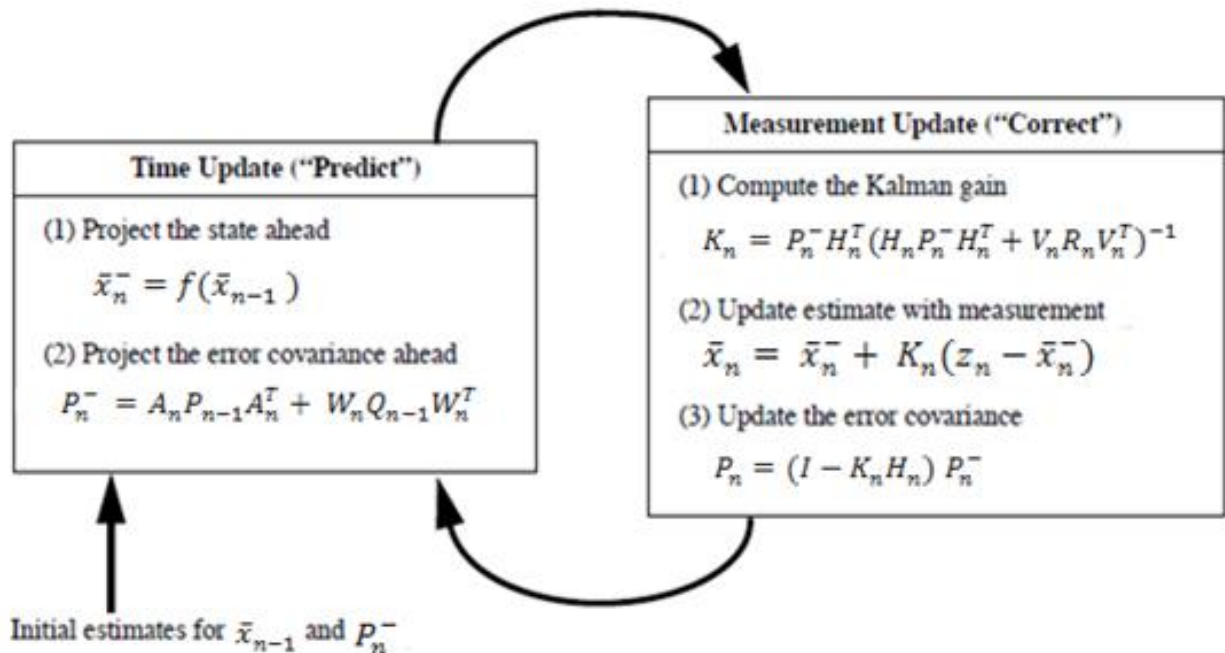 Time Update (“Predict”)
(1) Project the state ahead
x̄ₙ⁻ = f(x̄ₙ₋₁ )
(2) Project the error covariance ahead
Pₙ⁻ = AₙPₙ₋₁Aₙᵀ + WₙQₙ₋₁Wₙᵀ
Initial estimates for x̄ₙ₋₁ and Pₙ⁻
Measurement Update (“Correct”)
(1) Compute the Kalman gain
Kₙ = Pₙ⁻Hₙᵀ(HₙPₙ⁻Hₙᵀ + VₙRₙVₙᵀ)⁻¹
(2) Update estimate with measurement
x̄ₙ = x̄ₙ⁻ + Kₙ(zₙ − x̄ₙ⁻)
(3) Update the error covariance
Pₙ = (I − KₙHₙ) Pₙ⁻